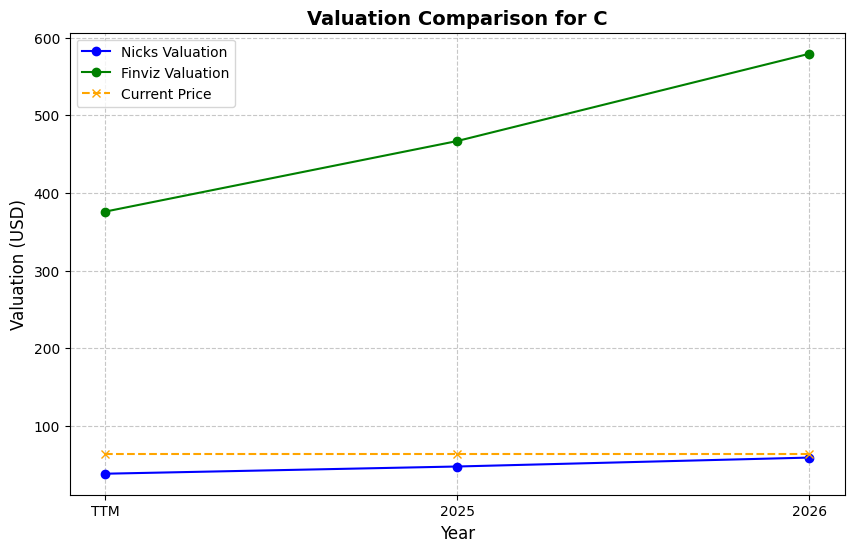 Valuation Comparison for C
Nicks Valuation
Finviz Valuation
Current Price
Valuation (USD)
600
500
400
300
200
100
TTM
2025
2026
Year